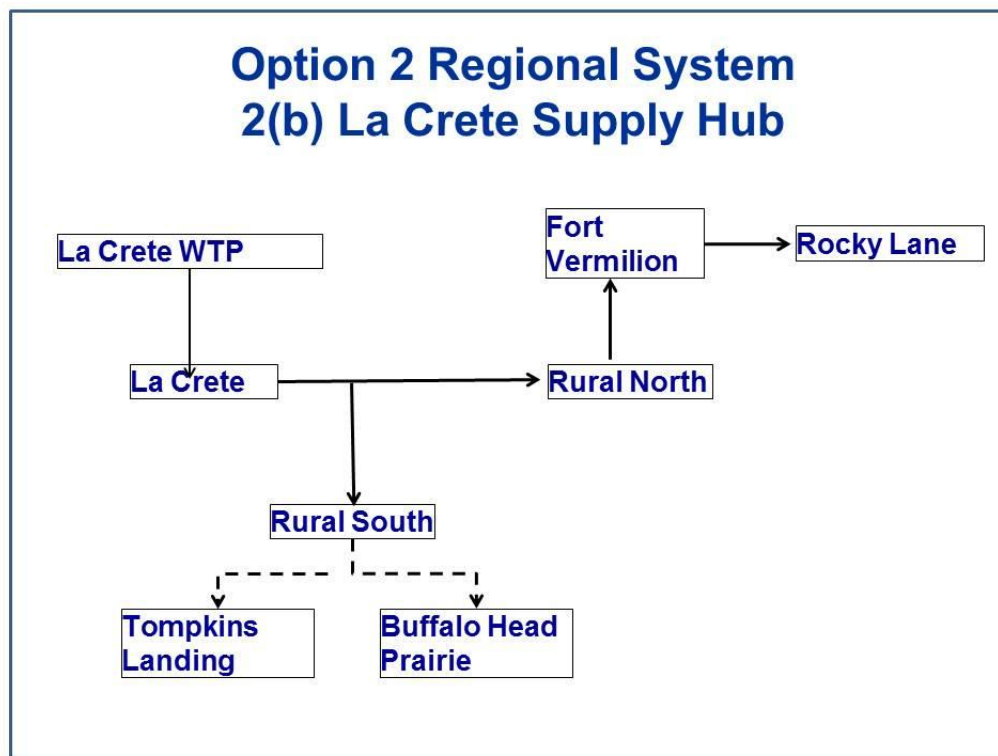 Option 2 Regional System
2(b) La Crete Supply Hub
La Crete WTP
Fort
Vermilion
Rocky Lane
La Crete
Rural North
Rural South
Tompkins
Landing
Buffalo Head
Prairie